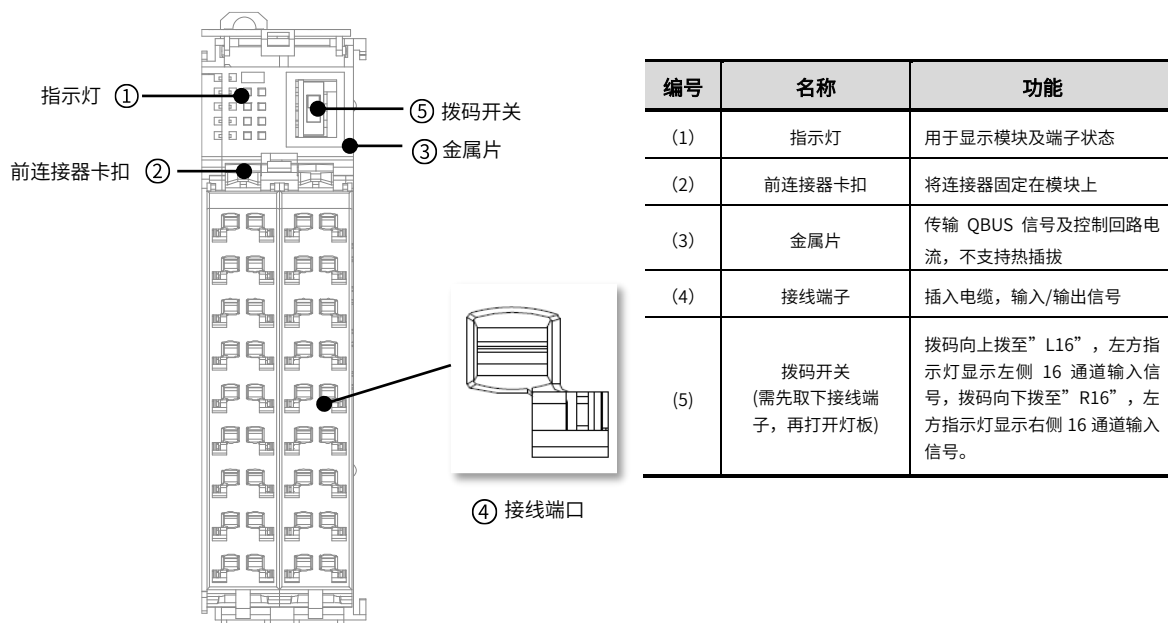 指示灯 ①
⑤ 拨码开关
③ 金属片
前连接器卡扣 ②
④ 接线端口
编号 名称 功能
(1) 指示灯 用于显示模块及端子状态
(2) 前连接器卡扣 将连接器固定在模块上
(3) 金属片 传输 QBUS 信号及控制回路电
流，不支持热插拔
(4) 接线端子 插入电缆，输入/输出信号
(5) 拨码开关
(需先取下接线端
子，再打开灯板)
拨码向上拨至”L16”，左方指
示灯显示左侧 16 通道输入信
号，拨码向下拨至”R16”，左
方指示灯显示右侧 16 通道输入
信号。